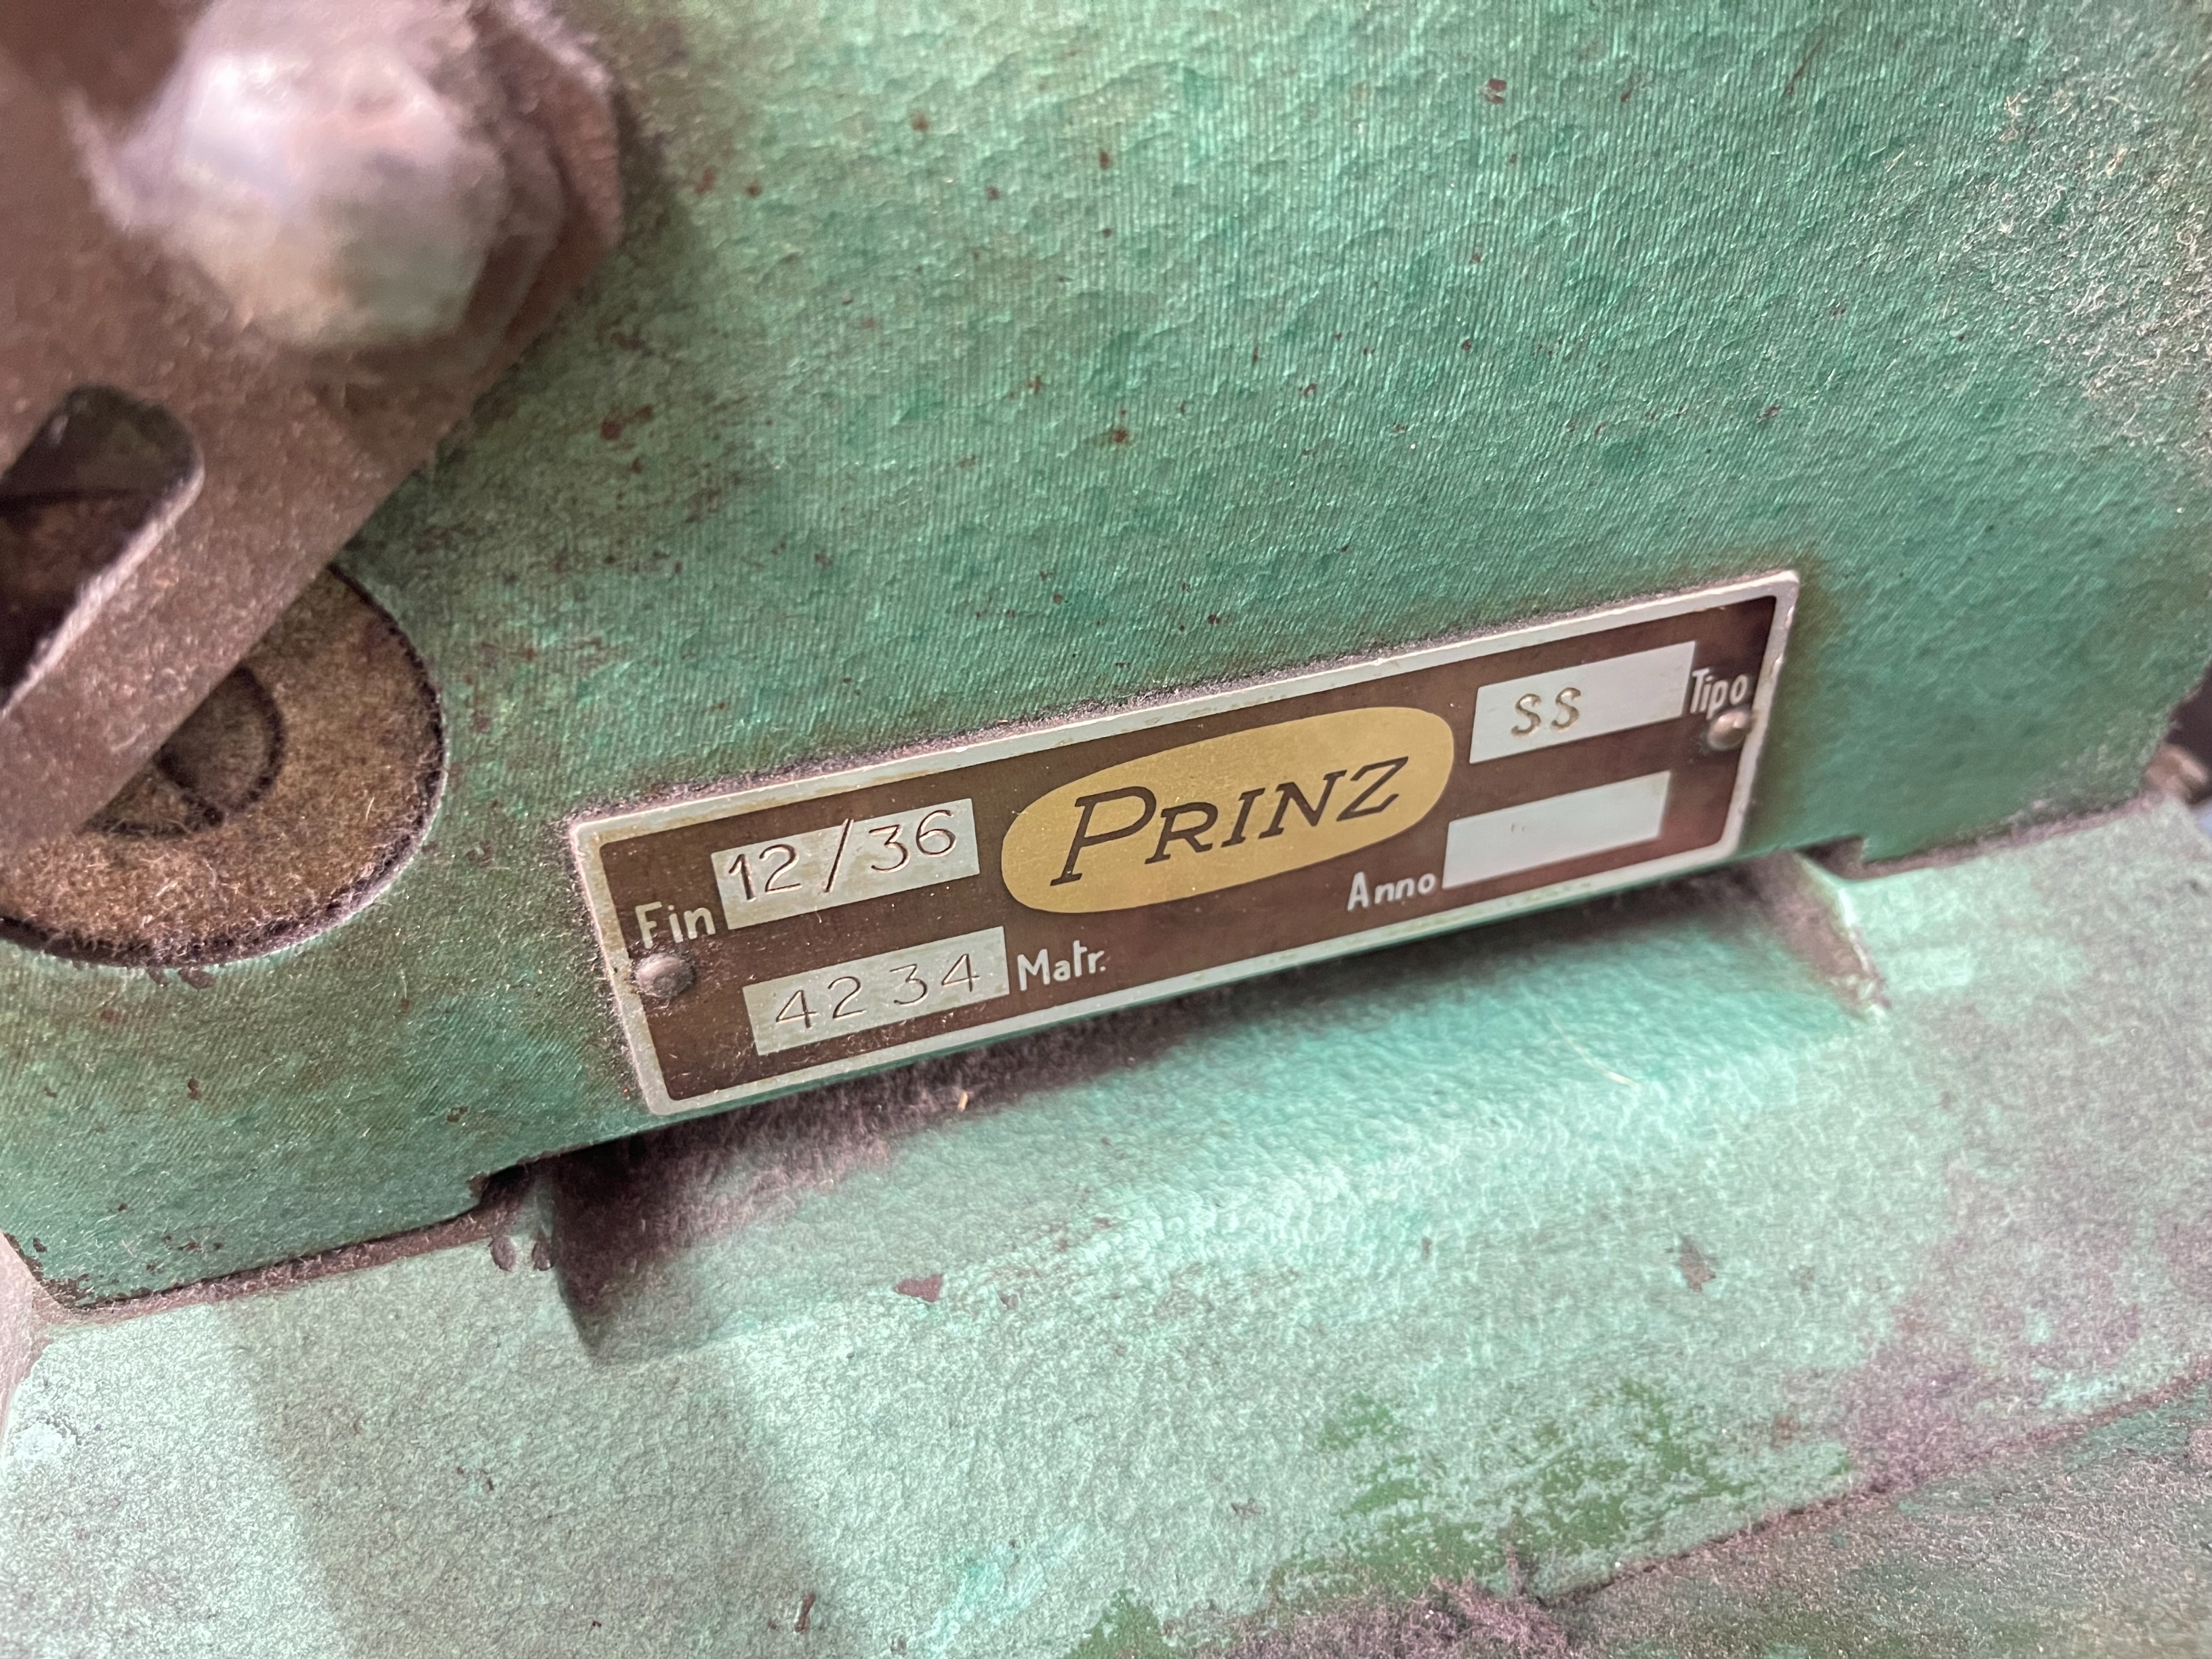 Fin 12/36
PRINZ
SS Tipo
4234 Matr.
Anno